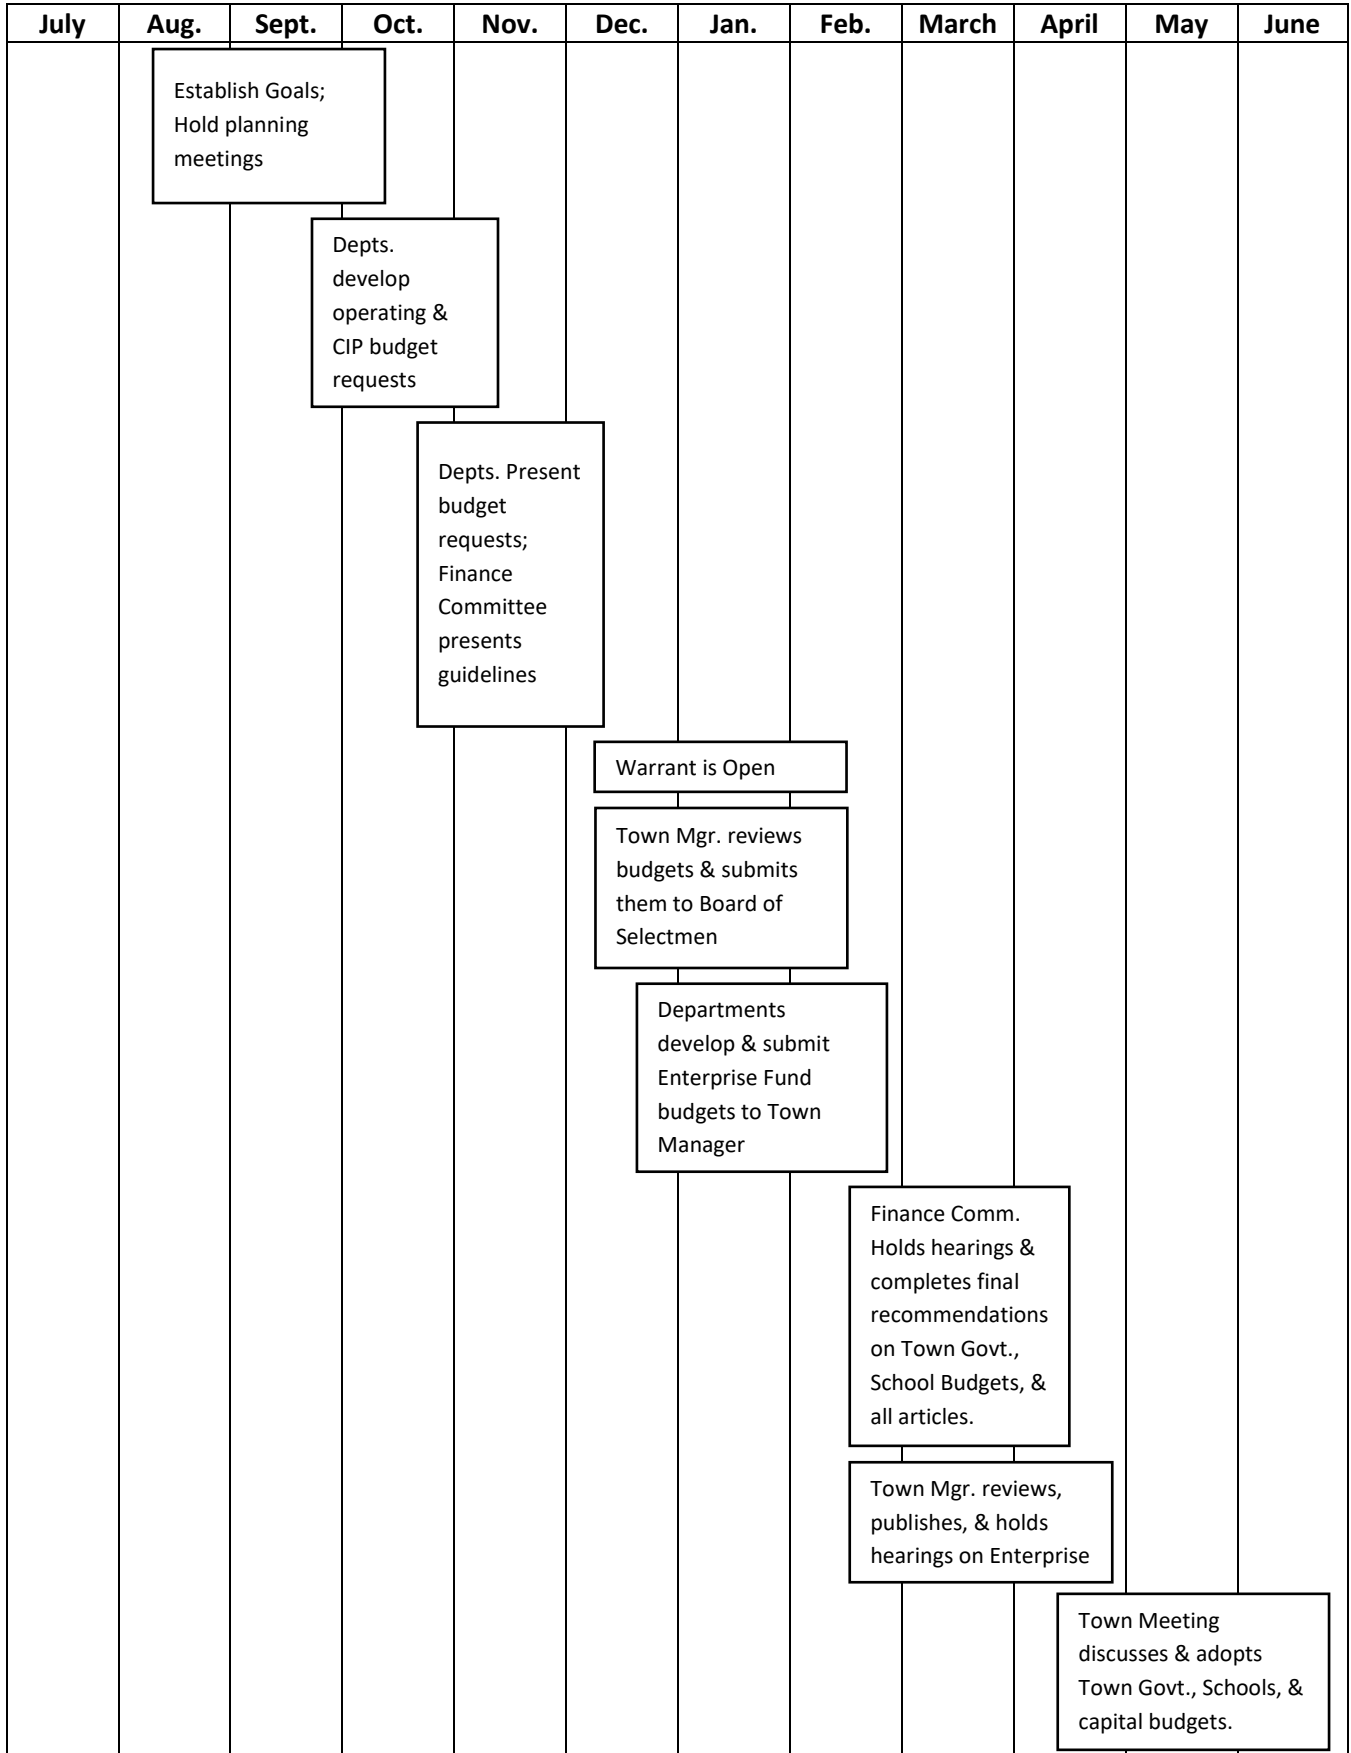 July Aug. Sept. Oct. Nov. Dec. Jan. Feb. March April May June
Establish Goals;
Hold planning
meetings
Depts.
develop
operating &
CIP budget
requests
Depts. Present
budget
requests;
Finance
Committee
presents
guidelines
Warrant is Open
Town Mgr. reviews
budgets & submits
them to Board of
Selectmen
Departments
develop & submit
Enterprise Fund
budgets to Town
Manager
Finance Comm.
Holds hearings &
completes final
recommendations
on Town Govt.,
School Budgets, &
all articles.
Town Mgr. reviews,
publishes, & holds
hearings on Enterprise
Town Meeting
discusses & adopts
Town Govt., Schools, &
capital budgets.